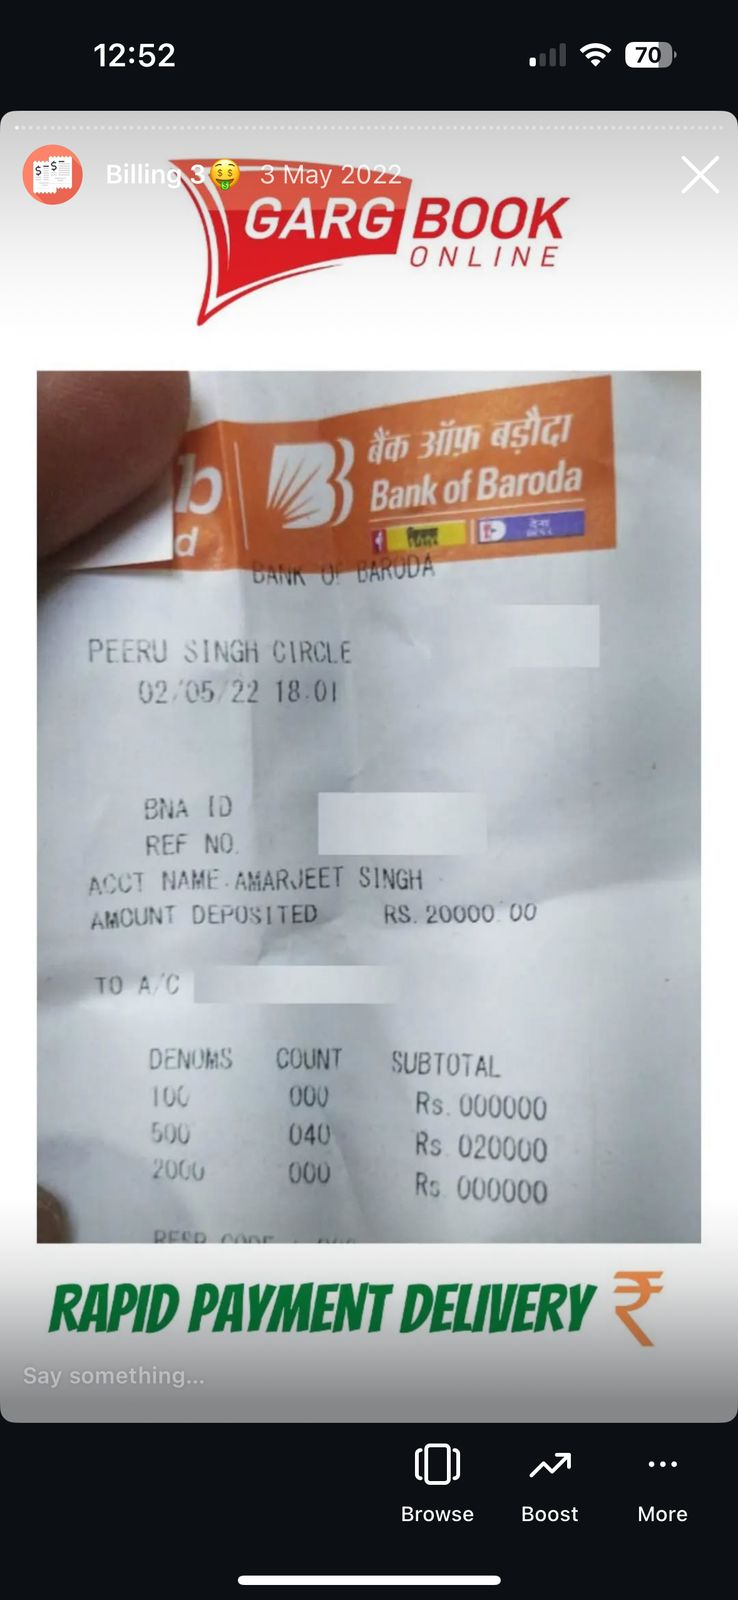 12:52
70
Billing 3🤑 3 May 2022
GARG BOOK
ONLINE
बैंक ऑफ़ बड़ौदा
Bank of Baroda
देना
d
BANK OF BARODA
PEERU SINGH CIRCLE
02/05/22 18.01
BNA ID
REF NO.
ACCT NAME.AMARJEET SINGH
AMOUNT DEPOSITED RS. 20000.00
TO A/C
DENOMS COUNT SUBTOTAL
100 000 Rs. 000000
500 040 Rs 020000
2000 000 Rs 000000
RAPID PAYMENT DELIVERY ₹
Say something...
Browse
Boost
More